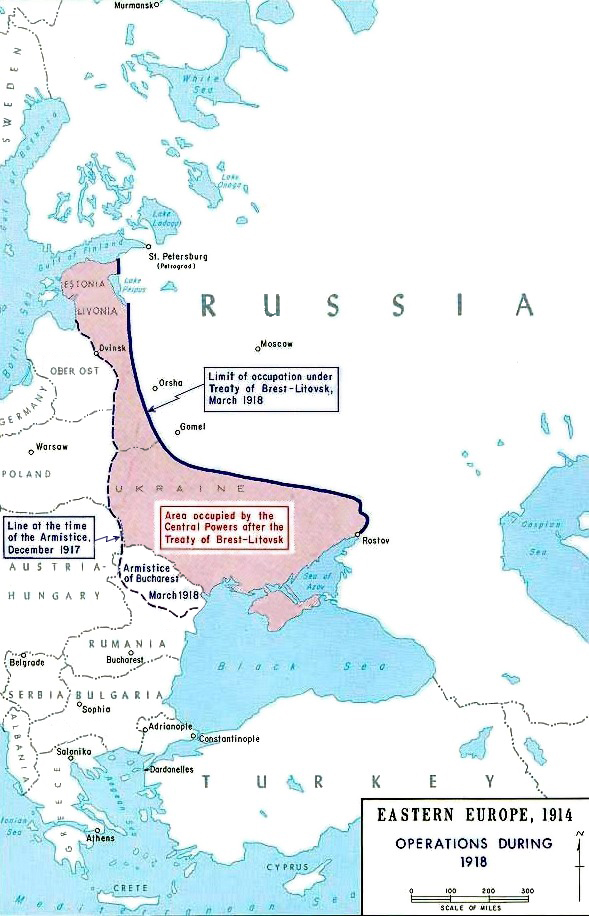 Murmansk
White
Sea
SWEDEN
Gulf of Bothnia
Lake
Onega
Lake
Ladoga
Gulf of Finland
St. Petersburg
(Petrograd)
ESTONIA
Lake
Peipus
LIVONIA
Baltic Sea
RUSSIA
Moscow
Dvinsk
OBER OST
Orsha
Limit of occupation under
Treaty of Brest-Litovsk,
March 1918
GERMANY
Gomel
Warsaw
POLAND
UKRAINE
Area occupied by the
Central Powers after the
Treaty of Brest-Litovsk
Line at the time
of the Armistice,
December 1917
Rostov
Caspian
Sea
AUSTRIA-
HUNGARY
Armistice
of Bucharest
March 1918
Sea of
Azov
RUMANIA
Bucharest
Belgrade
Black Sea
SERBIA
BULGARIA
Sophia
ALBANIA
Adrianople
Constantinople
Salonika
Dardanelles
GREECE
Aegean Sea
TURKEY
Ionian
Sea
Athens
CRETE
CYPRUS
Mediterranean Sea
EASTERN EUROPE, 1914
OPERATIONS DURING
1918
N
0 100 200 300
SCALE OF MILES